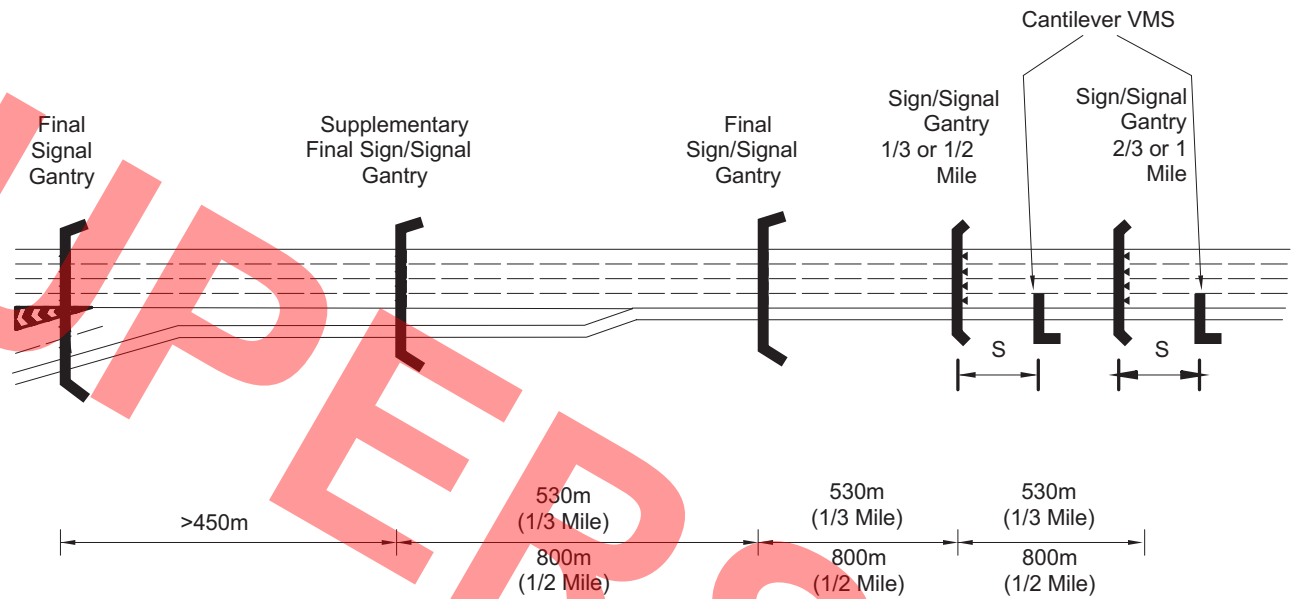 Cantilever VMS
Final
Signal
Gantry
Supplementary
Final Sign/Signal
Gantry
Final
Sign/Signal
Gantry
Sign/Signal
Gantry
1/3 or 1/2
Mile
Sign/Signal
Gantry
2/3 or 1
Mile
S
S
>450m
530m
(1/3 Mile)
800m
(1/2 Mile)
530m
(1/3 Mile)
800m
(1/2 Mile)
530m
(1/3 Mile)
800m
(1/2 Mile)